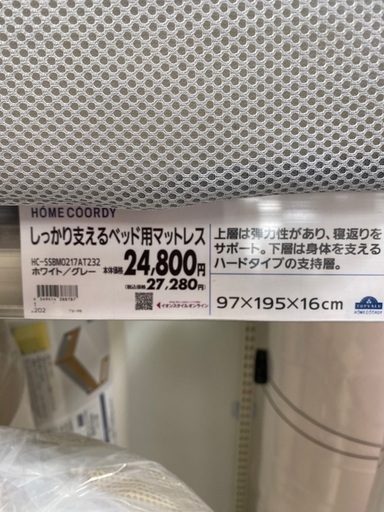 HOME COORDY
しっかり支えるベッド用マットレス
HC-SSBM0217AT232
ホワイト/グレー
本体価格 24,800円
(税込価格) 27,280円
イオンスタイルオンライン
上層は弾力性があり、寝返りを
サポート。下層は身体を支える
ハードタイプの支持層。
97×195×16cm
TOPVALU
HOME COORDY